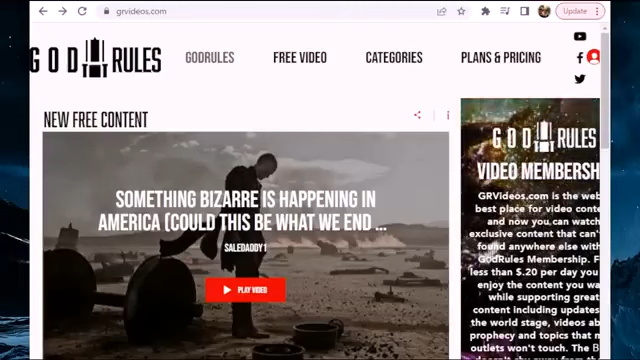 grvideos.com
Update
GOD RULES
GODRULES
FREE VIDEO
CATEGORIES
PLANS & PRICING
NEW FREE CONTENT
SOMETHING BIZARRE IS HAPPENING IN
AMERICA (COULD THIS BE WHAT WE END ...
SALEDADDY1
PLAY VIDEO
GOD RULES
VIDEO MEMBERSH
GRVideos.com is the web
best place for video conte
and now you can watch
exclusive content that can't
found anywhere else with
GodRules Membership. F
less than $.20 per day you
enjoy the content you wa
while supporting great
content including updates
the world stage, videos ab
prophecy and topics that m
outlets won't touch. The B